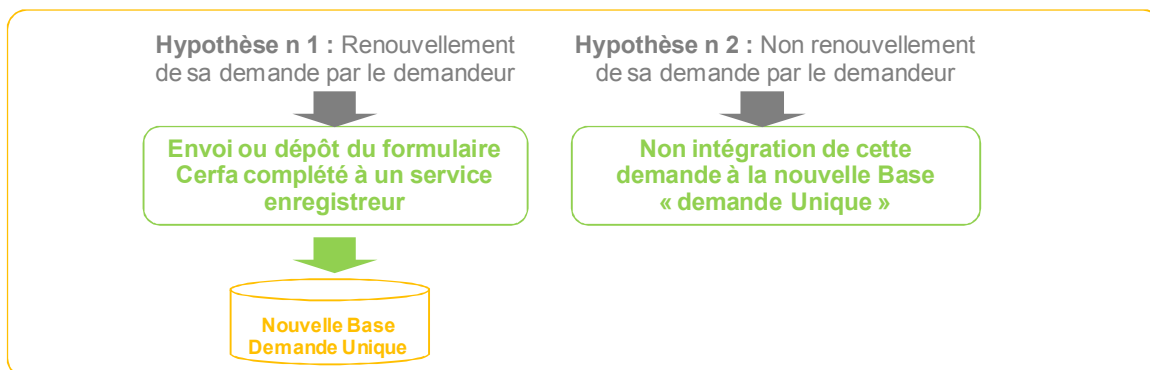 Hypothèse n 1 : Renouvellement
de sa demande par le demandeur
Envoi ou dépôt du formulaire
Cerfa complété à un service
enregistreur
Nouvelle Base
Demande Unique
Hypothèse n 2 : Non renouvellement
de sa demande par le demandeur
Non intégration de cette
demande à la nouvelle Base
« demande Unique »